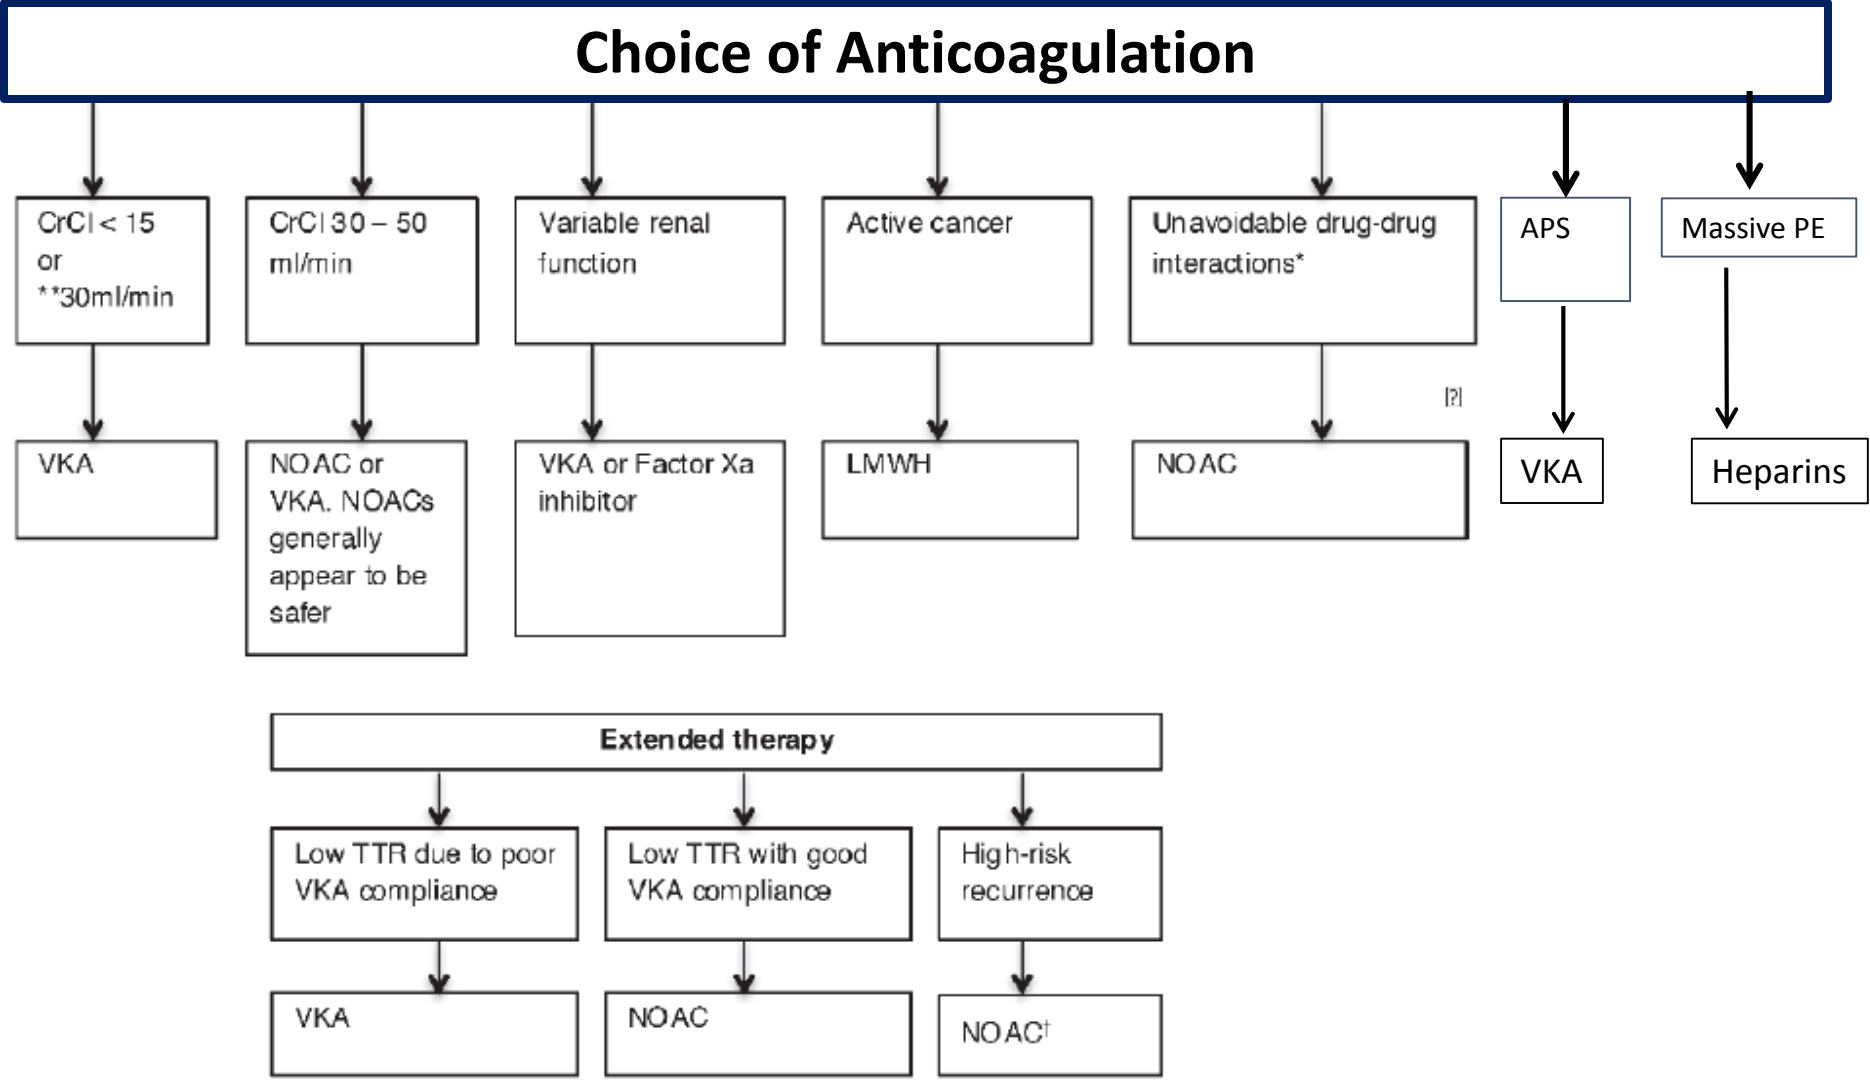 Choice of Anticoagulation
CrCl < 15
or
**30ml/min
CrCl 30 – 50
ml/min
Variable renal
function
Active cancer
Unavoidable drug-drug
interactions*
APS
Massive PE
[?]
VKA
NOAC or
VKA. NOACs
generally
appear to be
safer
VKA or Factor Xa
inhibitor
LMWH
NOAC
VKA
Heparins
Extended therapy
Low TTR due to poor
VKA compliance
Low TTR with good
VKA compliance
High-risk
recurrence
VKA
NOAC
NOAC†